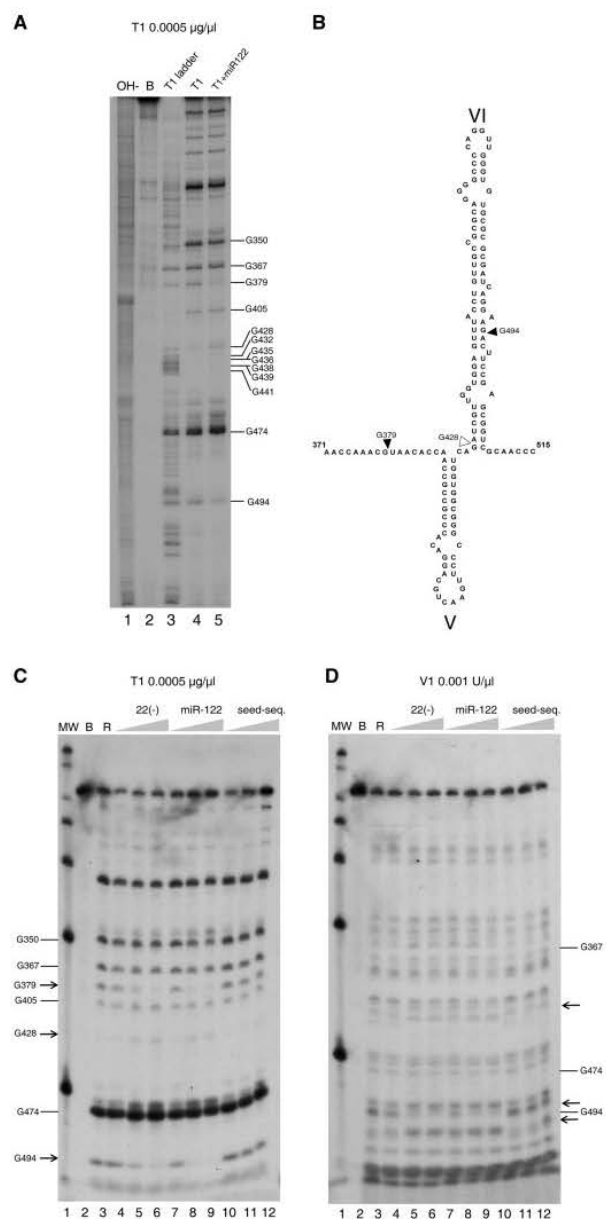 A
T1 0.0005 µg/µl
OH- B T1 ladder T1 T1+miR122
G350
G367
G379
G405
G428
G432
G435
G436
G438
G439
G441
G474
G494
1 2 3 4 5
B
VI
G494
371 G379 G428 515
AACCAAACGUAACACCA
GCAACCC
V
C
T1 0.0005 µg/µl
22(-) miR-122 seed-seq.
MW B R
G350
G367
G379
G405
G428
G474
G494
1 2 3 4 5 6 7 8 9 10 11 12
D
V1 0.001 U/µl
22(-) miR-122 seed-seq.
MW B R
G367
G474
G494
1 2 3 4 5 6 7 8 9 10 11 12